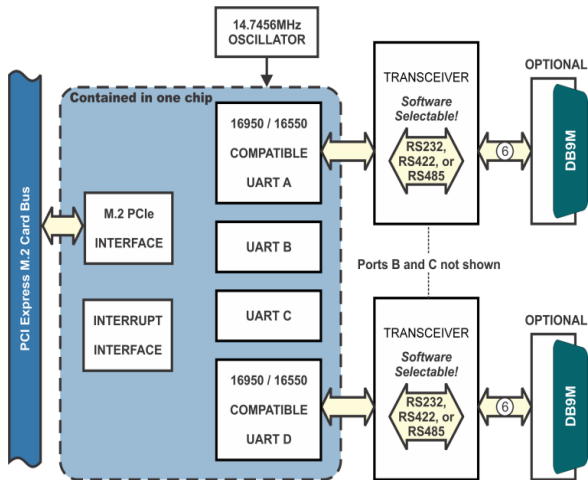 14.7456MHz
OSCILLATOR
PCI Express M.2 Card Bus
Contained in one chip
16950 / 16550
COMPATIBLE
UART A
M.2 PCIe
INTERFACE
UART B
UART C
INTERRUPT
INTERFACE
16950 / 16550
COMPATIBLE
UART D
TRANSCEIVER
Software
Selectable!
RS232,
RS422, or
RS485
6
OPTIONAL
DB9M
Ports B and C not shown
TRANSCEIVER
Software
Selectable!
RS232,
RS422, or
RS485
6
OPTIONAL
DB9M